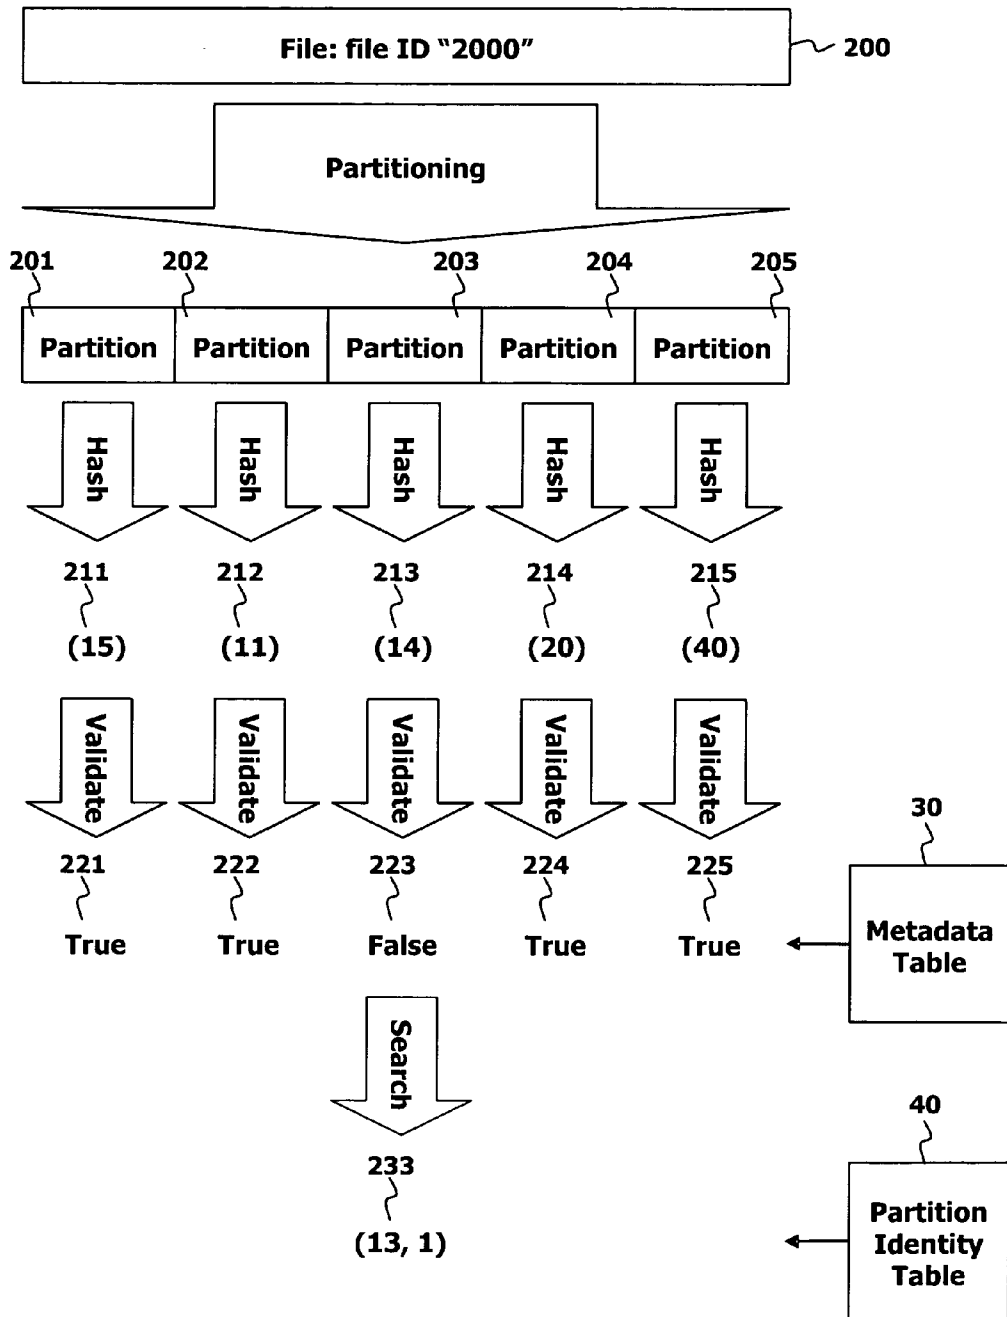 File: file ID “2000”
200
Partitioning
201 202 203 204 205
Partition Partition Partition Partition Partition
Hash Hash Hash Hash Hash
211 212 213 214 215
(15) (11) (14) (20) (40)
Validate Validate Validate Validate Validate
221 222 223 224 225
True True False True True
30
Metadata
Table
Search
233
(13, 1)
40
Partition
Identity
Table